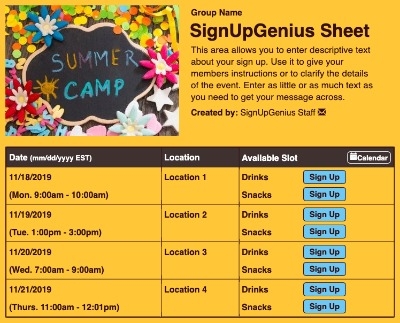 SUMMER
CAMP
Group Name
SignUpGenius Sheet
This area allows you to enter descriptive text
about your sign up. Use it to give your
members instructions or to clarify the details
of the event. Enter as little or as much text as
you need to get your message across.
Created by: SignUpGenius Staff
Date (mm/dd/yyyy EST) Location Available Slot Calendar
11/18/2019 Location 1 Drinks Sign Up
(Mon. 9:00am - 10:00am) Snacks Sign Up
11/19/2019 Location 2 Drinks Sign Up
(Tue. 1:00pm - 3:00pm) Snacks Sign Up
11/20/2019 Location 3 Drinks Sign Up
(Wed. 7:00am - 9:00am) Snacks Sign Up
11/21/2019 Location 4 Drinks Sign Up
(Thurs. 11:00am - 12:01pm) Snacks Sign Up